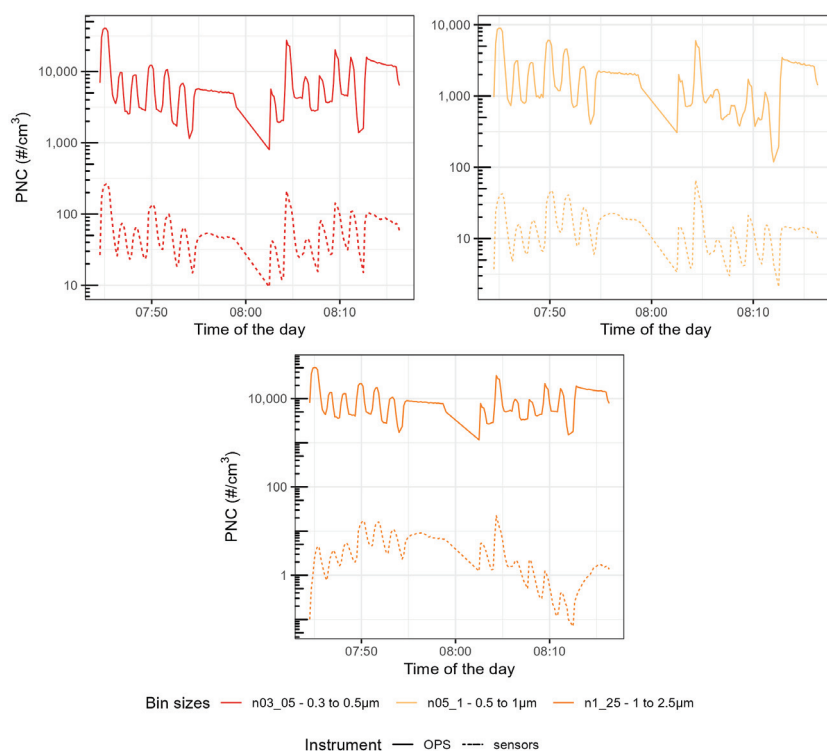 10,000
1,000
100
10
PNC (#/cm³)
07:50 08:00 08:10
Time of the day
10,000
1,000
100
10
07:50 08:00 08:10
Time of the day
10,000
100
1
PNC (#/cm³)
07:50 08:00 08:10
Time of the day
Bin sizes n03_05 - 0.3 to 0.5µm n05_1 - 0.5 to 1µm n1_25 - 1 to 2.5µm
Instrument OPS sensors